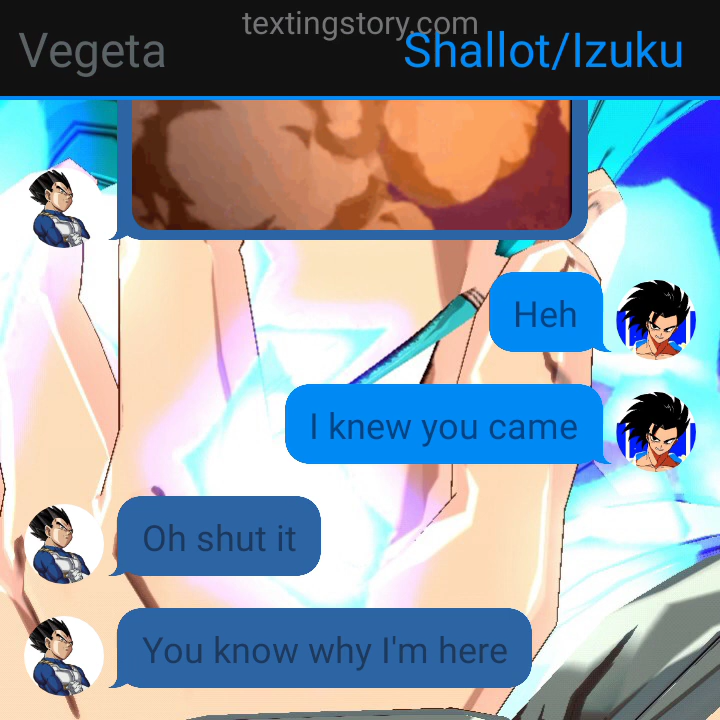 textingstory.com
Vegeta
Shallot/Izuku
Heh
I knew you came
Oh shut it
You know why I'm here